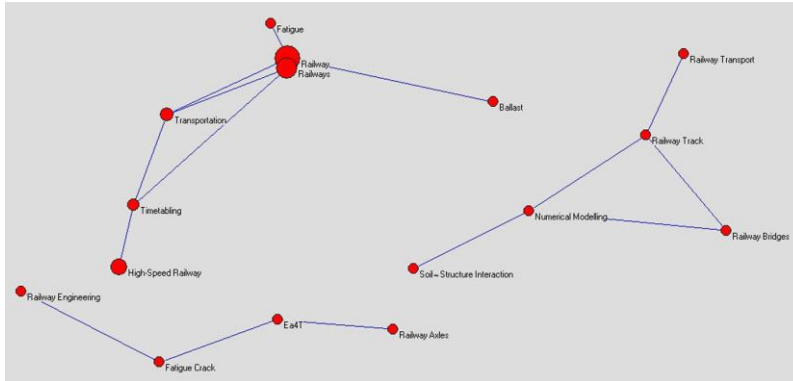 Fatigue
Railway Transport
Railway
Railways
Ballast
Transportation
Railway Track
Timetabling
Numerical Modelling
Railway Bridges
High-Speed Railway
Soil~Structure Interaction
Railway Engineering
Ea4T
Railway Axles
Fatigue Crack